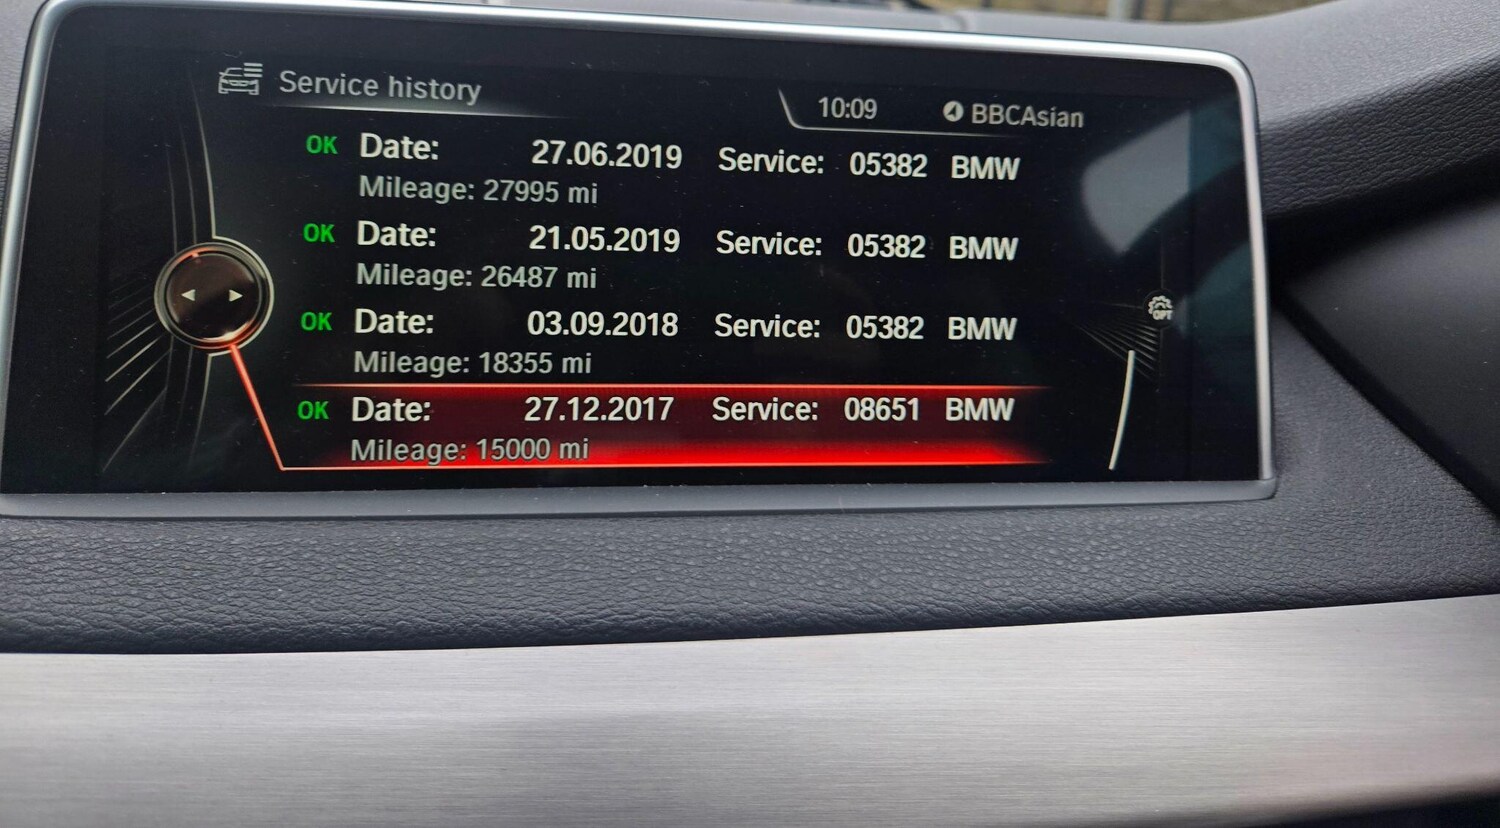 Service history
10:09 BBCAsian
OK Date: 27.06.2019 Service: 05382 BMW
Mileage: 27995 mi
OK Date: 21.05.2019 Service: 05382 BMW
Mileage: 26487 mi
OK Date: 03.09.2018 Service: 05382 BMW
Mileage: 18355 mi
OK Date: 27.12.2017 Service: 08651 BMW
Mileage: 15000 mi
OPT